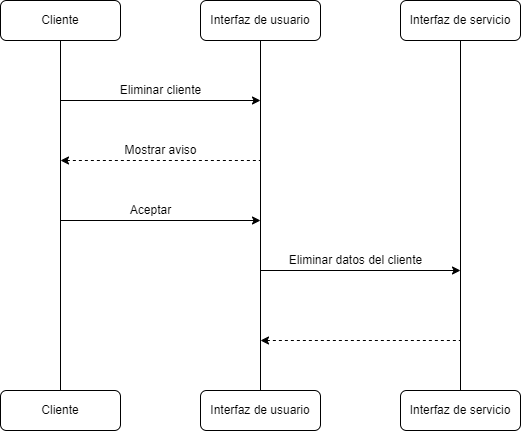 Cliente
Interfaz de usuario
Interfaz de servicio
Eliminar cliente
Mostrar aviso
Aceptar
Eliminar datos del cliente
Cliente
Interfaz de usuario
Interfaz de servicio